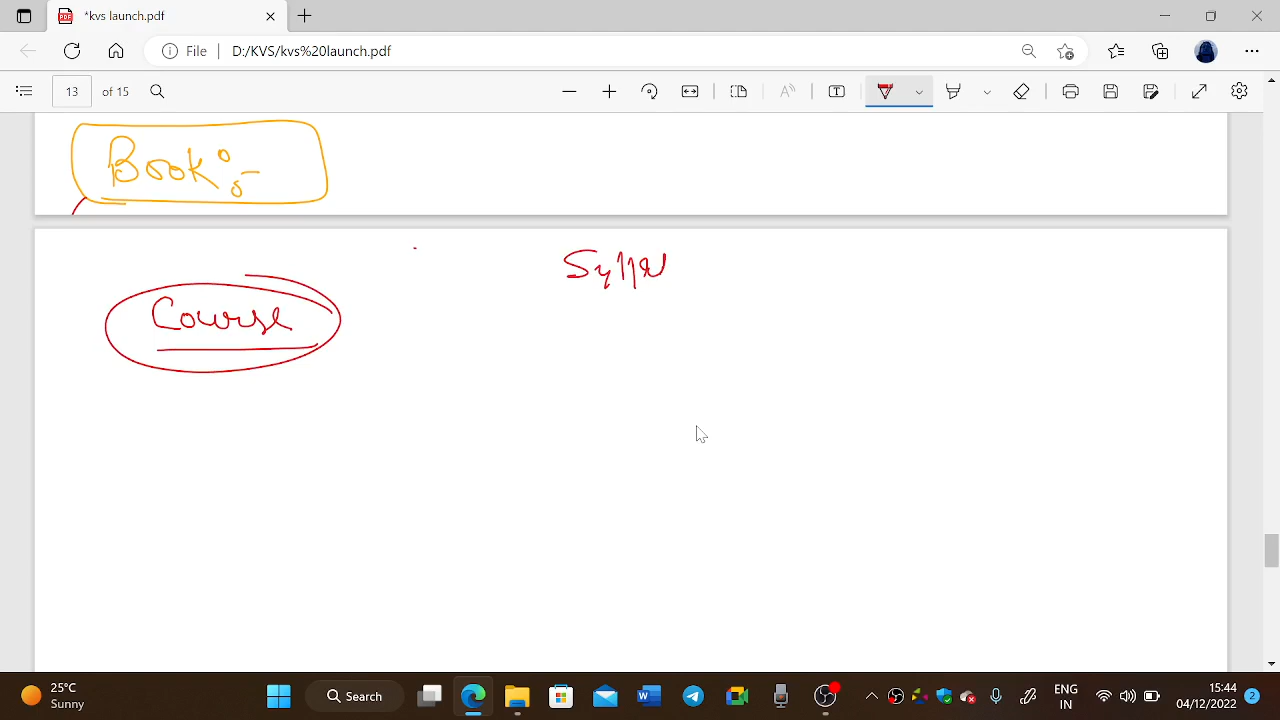 *kvs launch.pdf
File D:/KVS/kvs%20launch.pdf
13 of 15
Book:-
Course
25°C
Sunny
Search
ENG
IN
15:44
04/12/2022
2